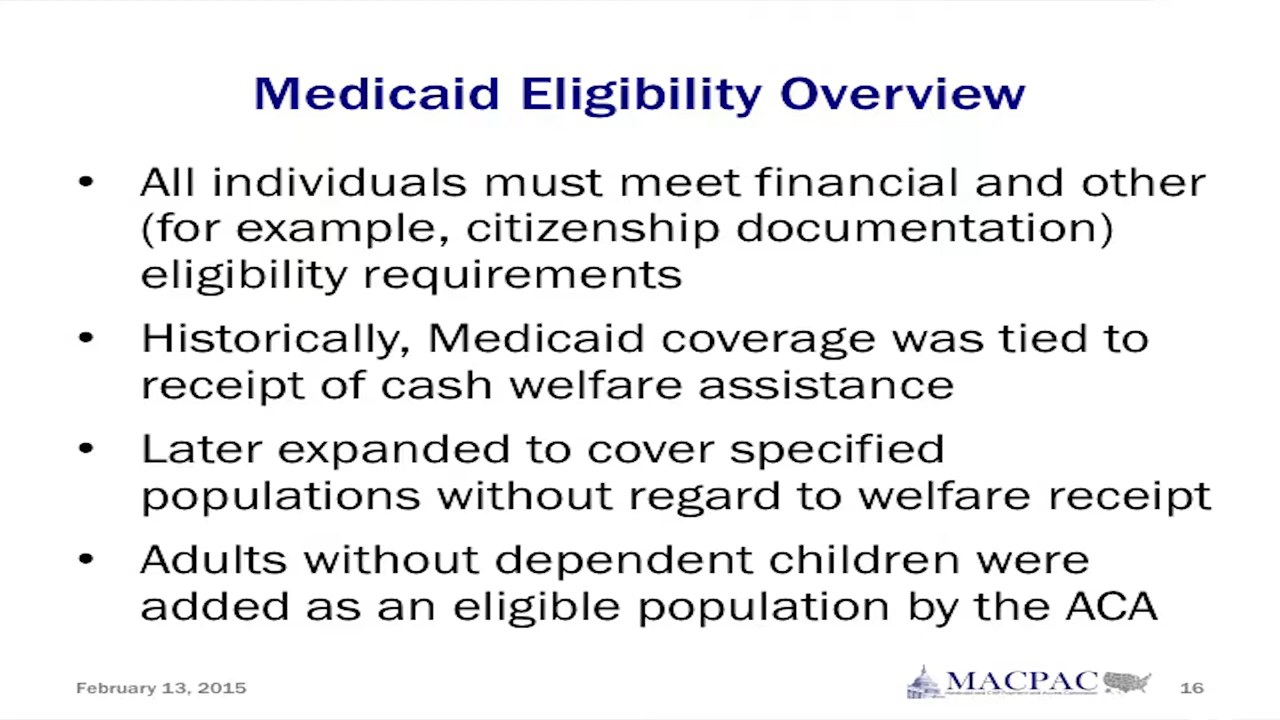 Medicaid Eligibility Overview
• All individuals must meet financial and other
(for example, citizenship documentation)
eligibility requirements
• Historically, Medicaid coverage was tied to
receipt of cash welfare assistance
• Later expanded to cover specified
populations without regard to welfare receipt
• Adults without dependent children were
added as an eligible population by the ACA
February 13, 2015
MACPAC
16